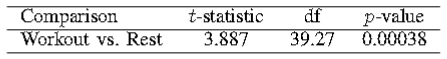 Comparison t-statistic df p-value
Workout vs. Rest 3.887 39.27 0.00038